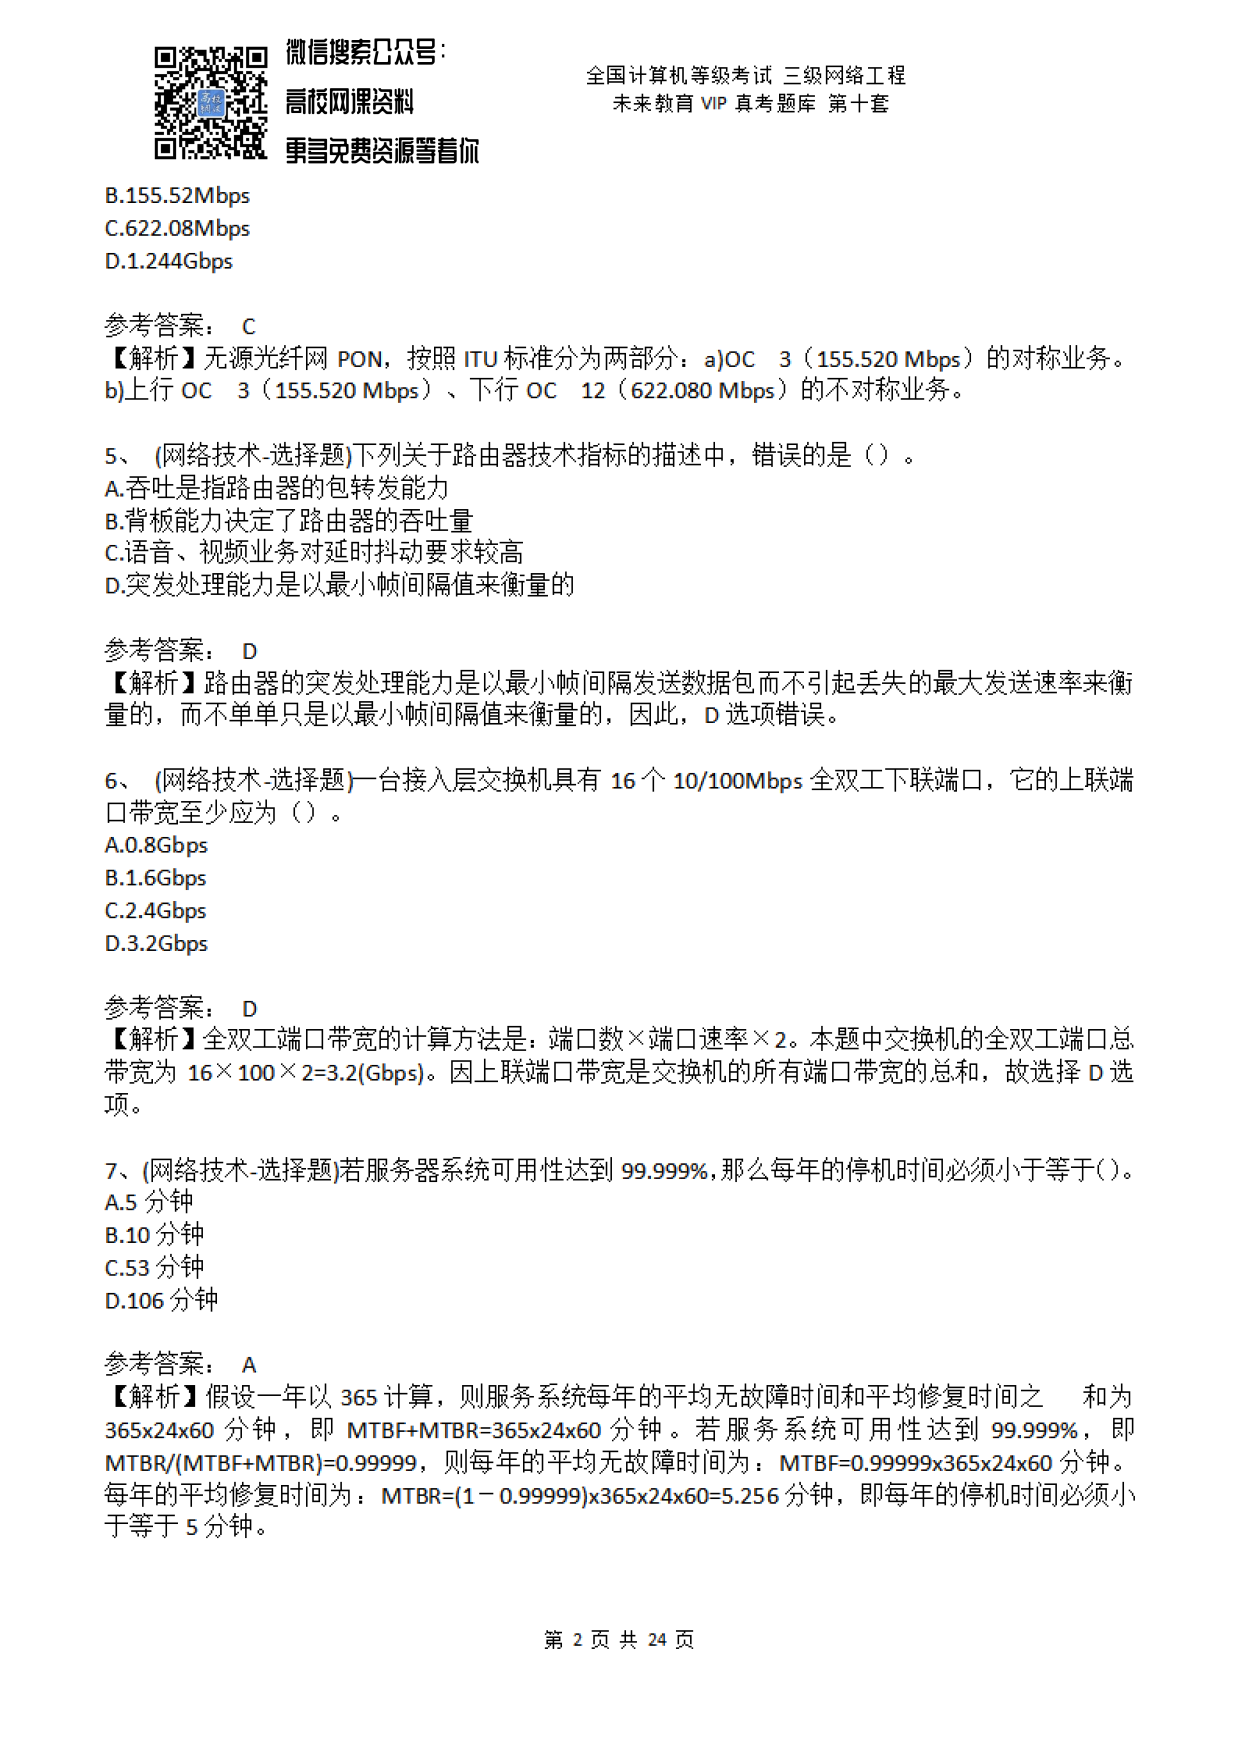 微信搜索公众号：
高校网课资料
更多免费资源等着你
全国计算机等级考试 三级网络工程
未来教育 VIP 真考题库 第十套
B.155.52Mbps
C.622.08Mbps
D.1.244Gbps
参考答案： C
【解析】无源光纤网 PON，按照 ITU 标准分为两部分：a)OC 3（155.520 Mbps）的对称业务。
b)上行 OC 3（155.520 Mbps）、下行 OC 12（622.080 Mbps）的不对称业务。
5、 (网络技术-选择题)下列关于路由器技术指标的描述中，错误的是（）。
A.吞吐是指路由器的包转发能力
B.背板能力决定了路由器的吞吐量
C.语音、视频业务对延时抖动要求较高
D.突发处理能力是以最小帧间隔值来衡量的
参考答案： D
【解析】路由器的突发处理能力是以最小帧间隔发送数据包而不引起丢失的最大发送速率来衡
量的，而不单单只是以最小帧间隔值来衡量的，因此，D 选项错误。
6、 (网络技术-选择题)一台接入层交换机具有 16 个 10/100Mbps 全双工下联端口，它的上联端
口带宽至少应为（）。
A.0.8Gbps
B.1.6Gbps
C.2.4Gbps
D.3.2Gbps
参考答案： D
【解析】全双工端口带宽的计算方法是：端口数×端口速率×2。本题中交换机的全双工端口总
带宽为 16×100×2=3.2(Gbps)。因上联端口带宽是交换机的所有端口带宽的总和，故选择 D 选
项。
7、(网络技术-选择题)若服务器系统可用性达到 99.999%,那么每年的停机时间必须小于等于()。
A.5 分钟
B.10 分钟
C.53 分钟
D.106 分钟
参考答案： A
【解析】假设一年以 365 计算，则服务系统每年的平均无故障时间和平均修复时间之 和为
365x24x60 分钟，即 MTBF+MTBR=365x24x60 分钟。若服务系统可用性达到 99.999%，即
MTBR/(MTBF+MTBR)=0.99999，则每年的平均无故障时间为：MTBF=0.99999x365x24x60 分钟。
每年的平均修复时间为：MTBR=(1－0.99999)x365x24x60=5.256 分钟，即每年的停机时间必须小
于等于 5 分钟。
第 2 页 共 24 页